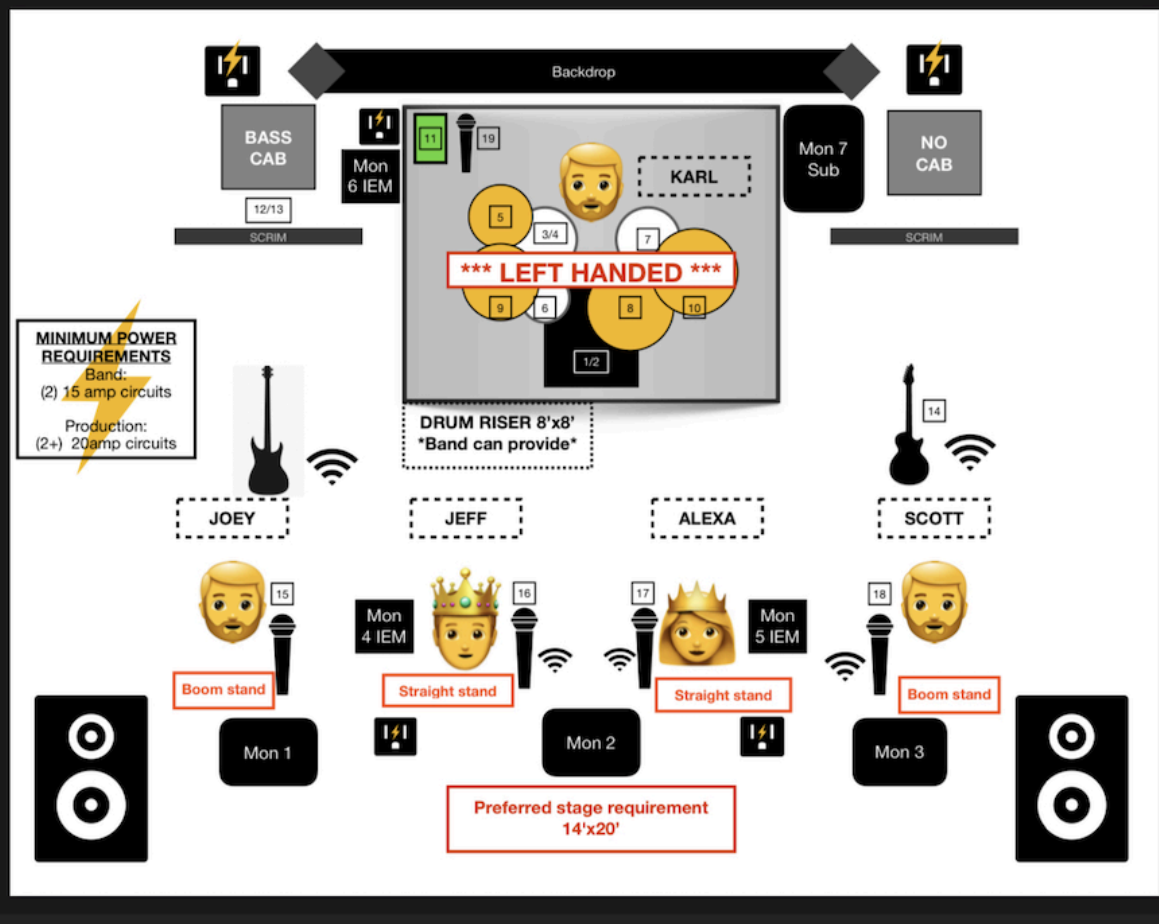 Backdrop
BASS
CAB
12/13
SCRIM
Mon
6 IEM
11
19
KARL
5
3/4
7
*** LEFT HANDED ***
9
6
8
10
1/2
Mon 7
Sub
NO
CAB
SCRIM
MINIMUM POWER
REQUIREMENTS
Band:
(2) 15 amp circuits
Production:
(2+) 20amp circuits
DRUM RISER 8'x8'
*Band can provide*
14
JOEY
JEFF
ALEXA
SCOTT
15
Mon
4 IEM
16
17
Mon
5 IEM
18
Boom stand
Straight stand
Straight stand
Boom stand
Mon 1
Mon 2
Mon 3
Preferred stage requirement
14'x20'